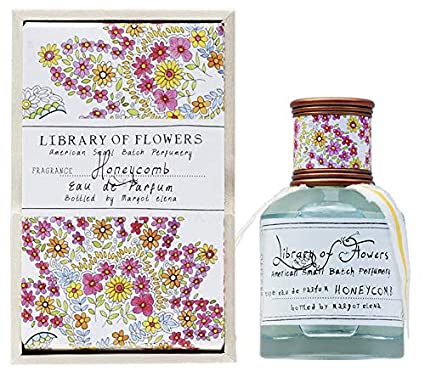 LIBRARY OF FLOWERS
American Small Batch Perfumery
FRAGRANCE Honeycomb
Eau de Parfum
Bottled by Margot Elena
Library of Flowers
American Small Batch Perfumery
eau de parfum HONEYCOMB
bottled by MARGOT ELENA